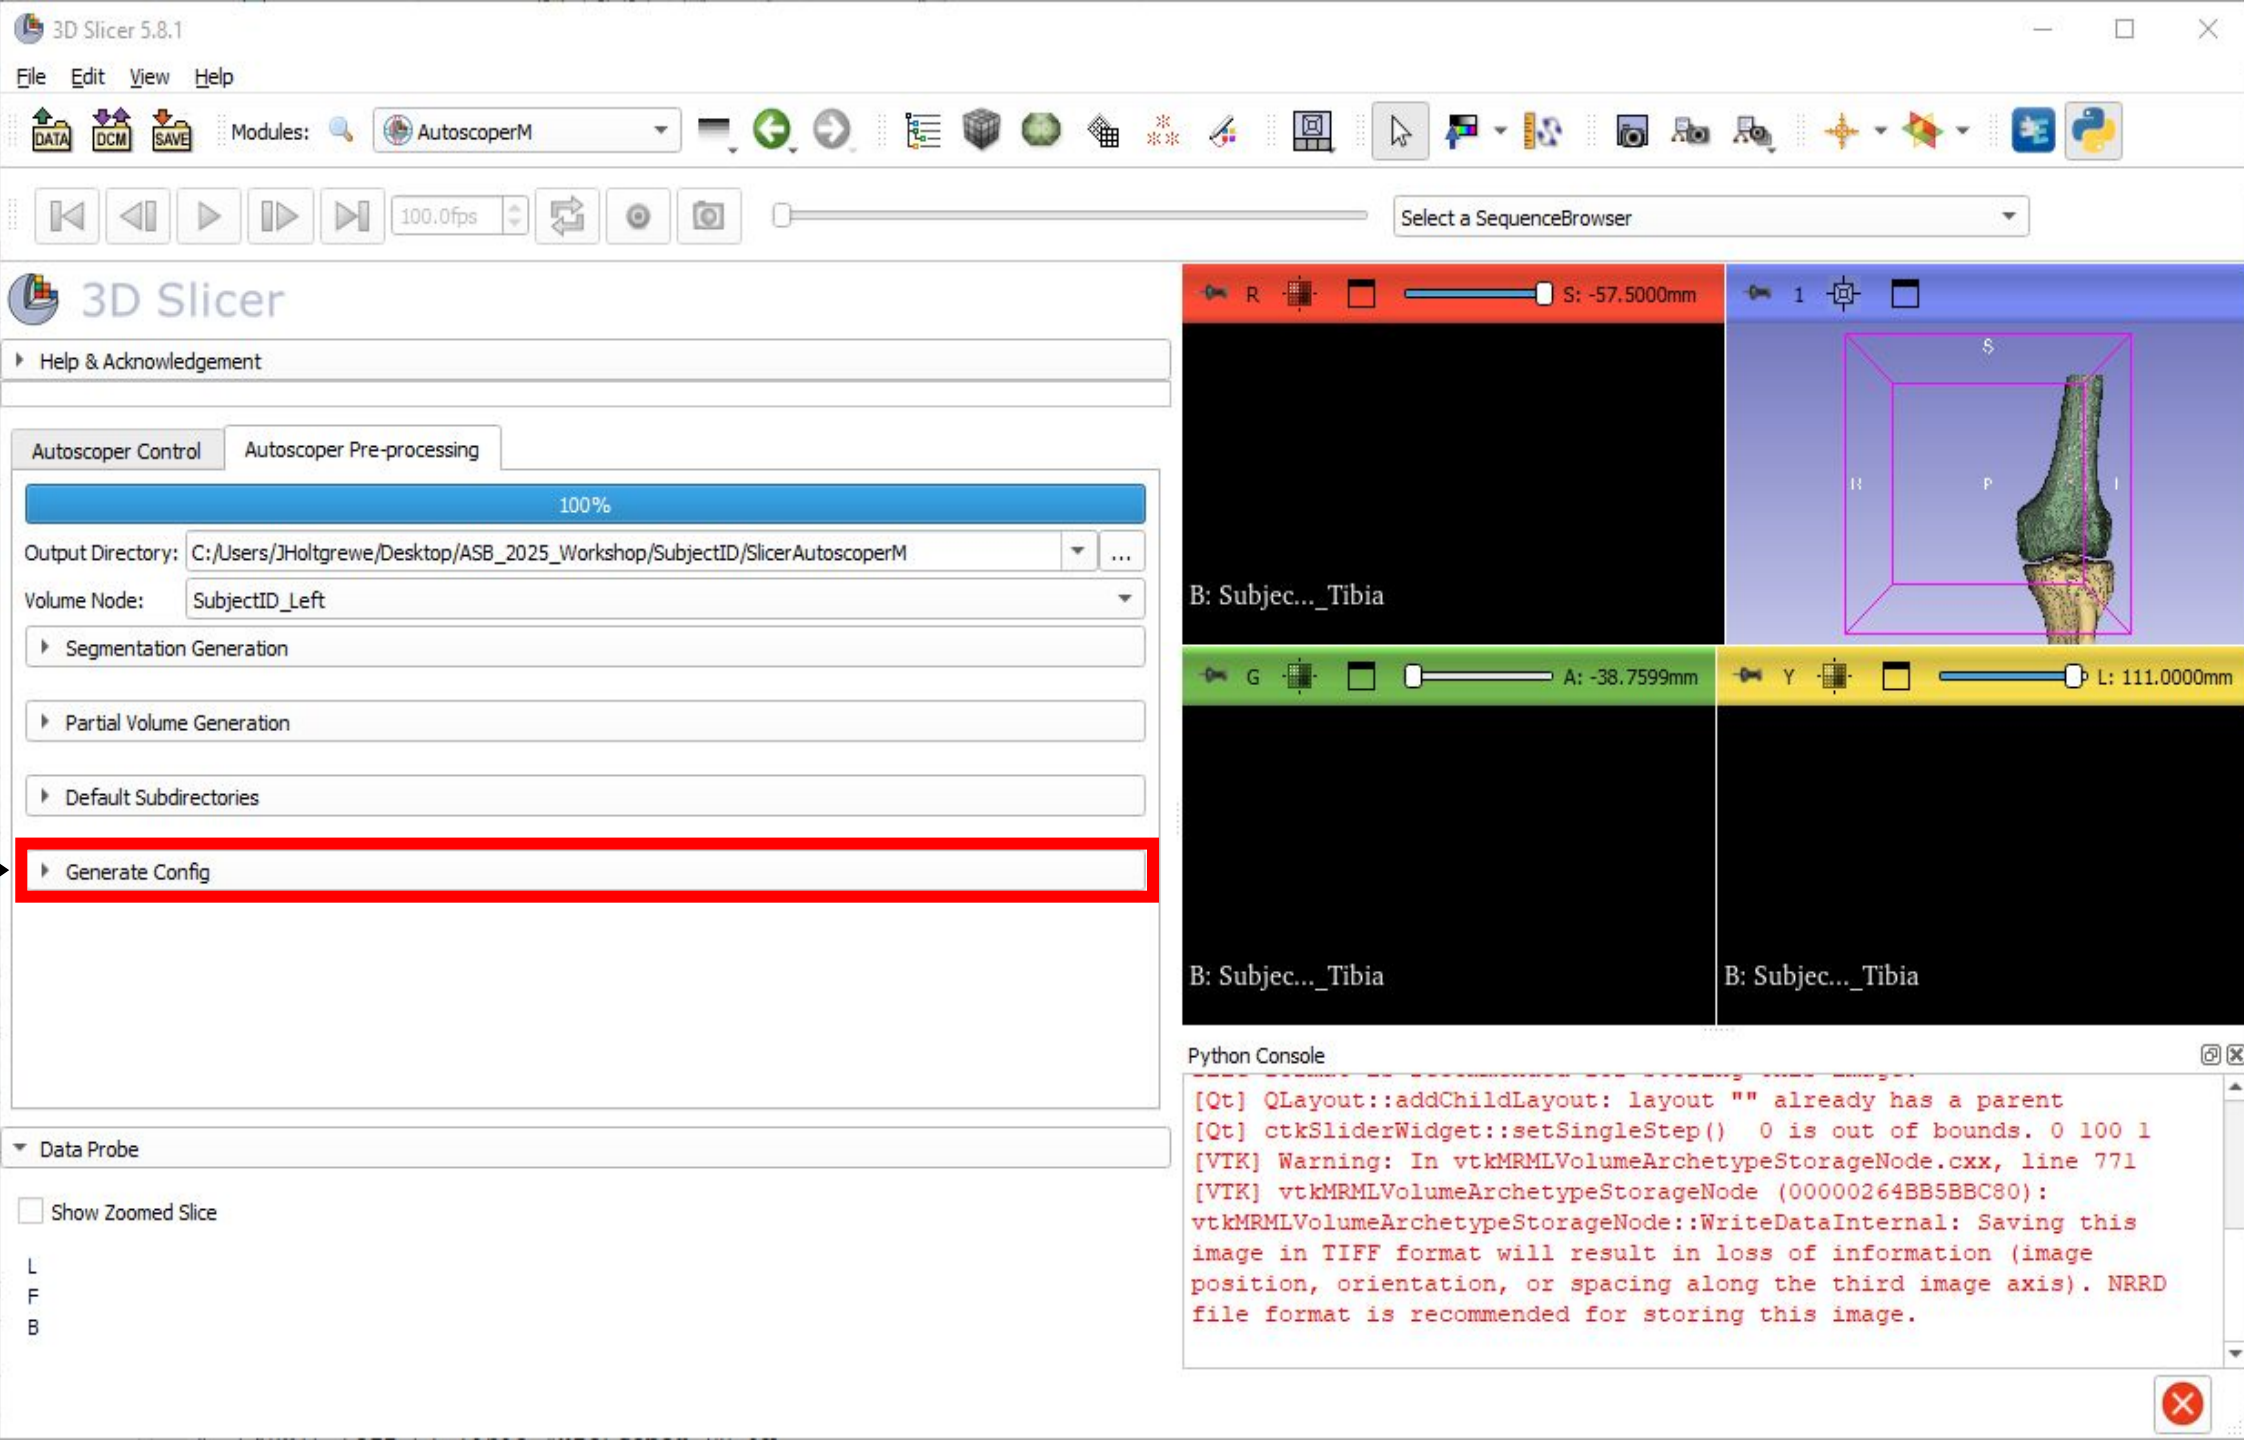 3D Slicer 5.8.1
File Edit View Help
DATA DCM SAVE Modules: AutoscoperM
100.0fps Select a SequenceBrowser
3D Slicer
Help & Acknowledgement
Autoscoper Control Autoscoper Pre-processing
100%
Output Directory: C:/Users/JHoltgrewe/Desktop/ASB_2025_Workshop/SubjectID/SlicerAutoscoperM ...
Volume Node: SubjectID_Left
Segmentation Generation
Partial Volume Generation
Default Subdirectories
Generate Config
Data Probe
Show Zoomed Slice
L
F
B
R S: -57.5000mm
B: Subjec..._Tibia
1
S
P
G A: -38.7599mm
B: Subjec..._Tibia
Y L: 111.0000mm
B: Subjec..._Tibia
Python Console
[Qt] QLayout::addChildLayout: layout "" already has a parent
[Qt] ctkSliderWidget::setSingleStep() 0 is out of bounds. 0 100 1
[VTK] Warning: In vtkMRMLVolumeArchetypeStorageNode.cxx, line 771
[VTK] vtkMRMLVolumeArchetypeStorageNode (00000264BB5BBC80):
vtkMRMLVolumeArchetypeStorageNode::WriteDataInternal: Saving this
image in TIFF format will result in loss of information (image
position, orientation, or spacing along the third image axis). NRRD
file format is recommended for storing this image.